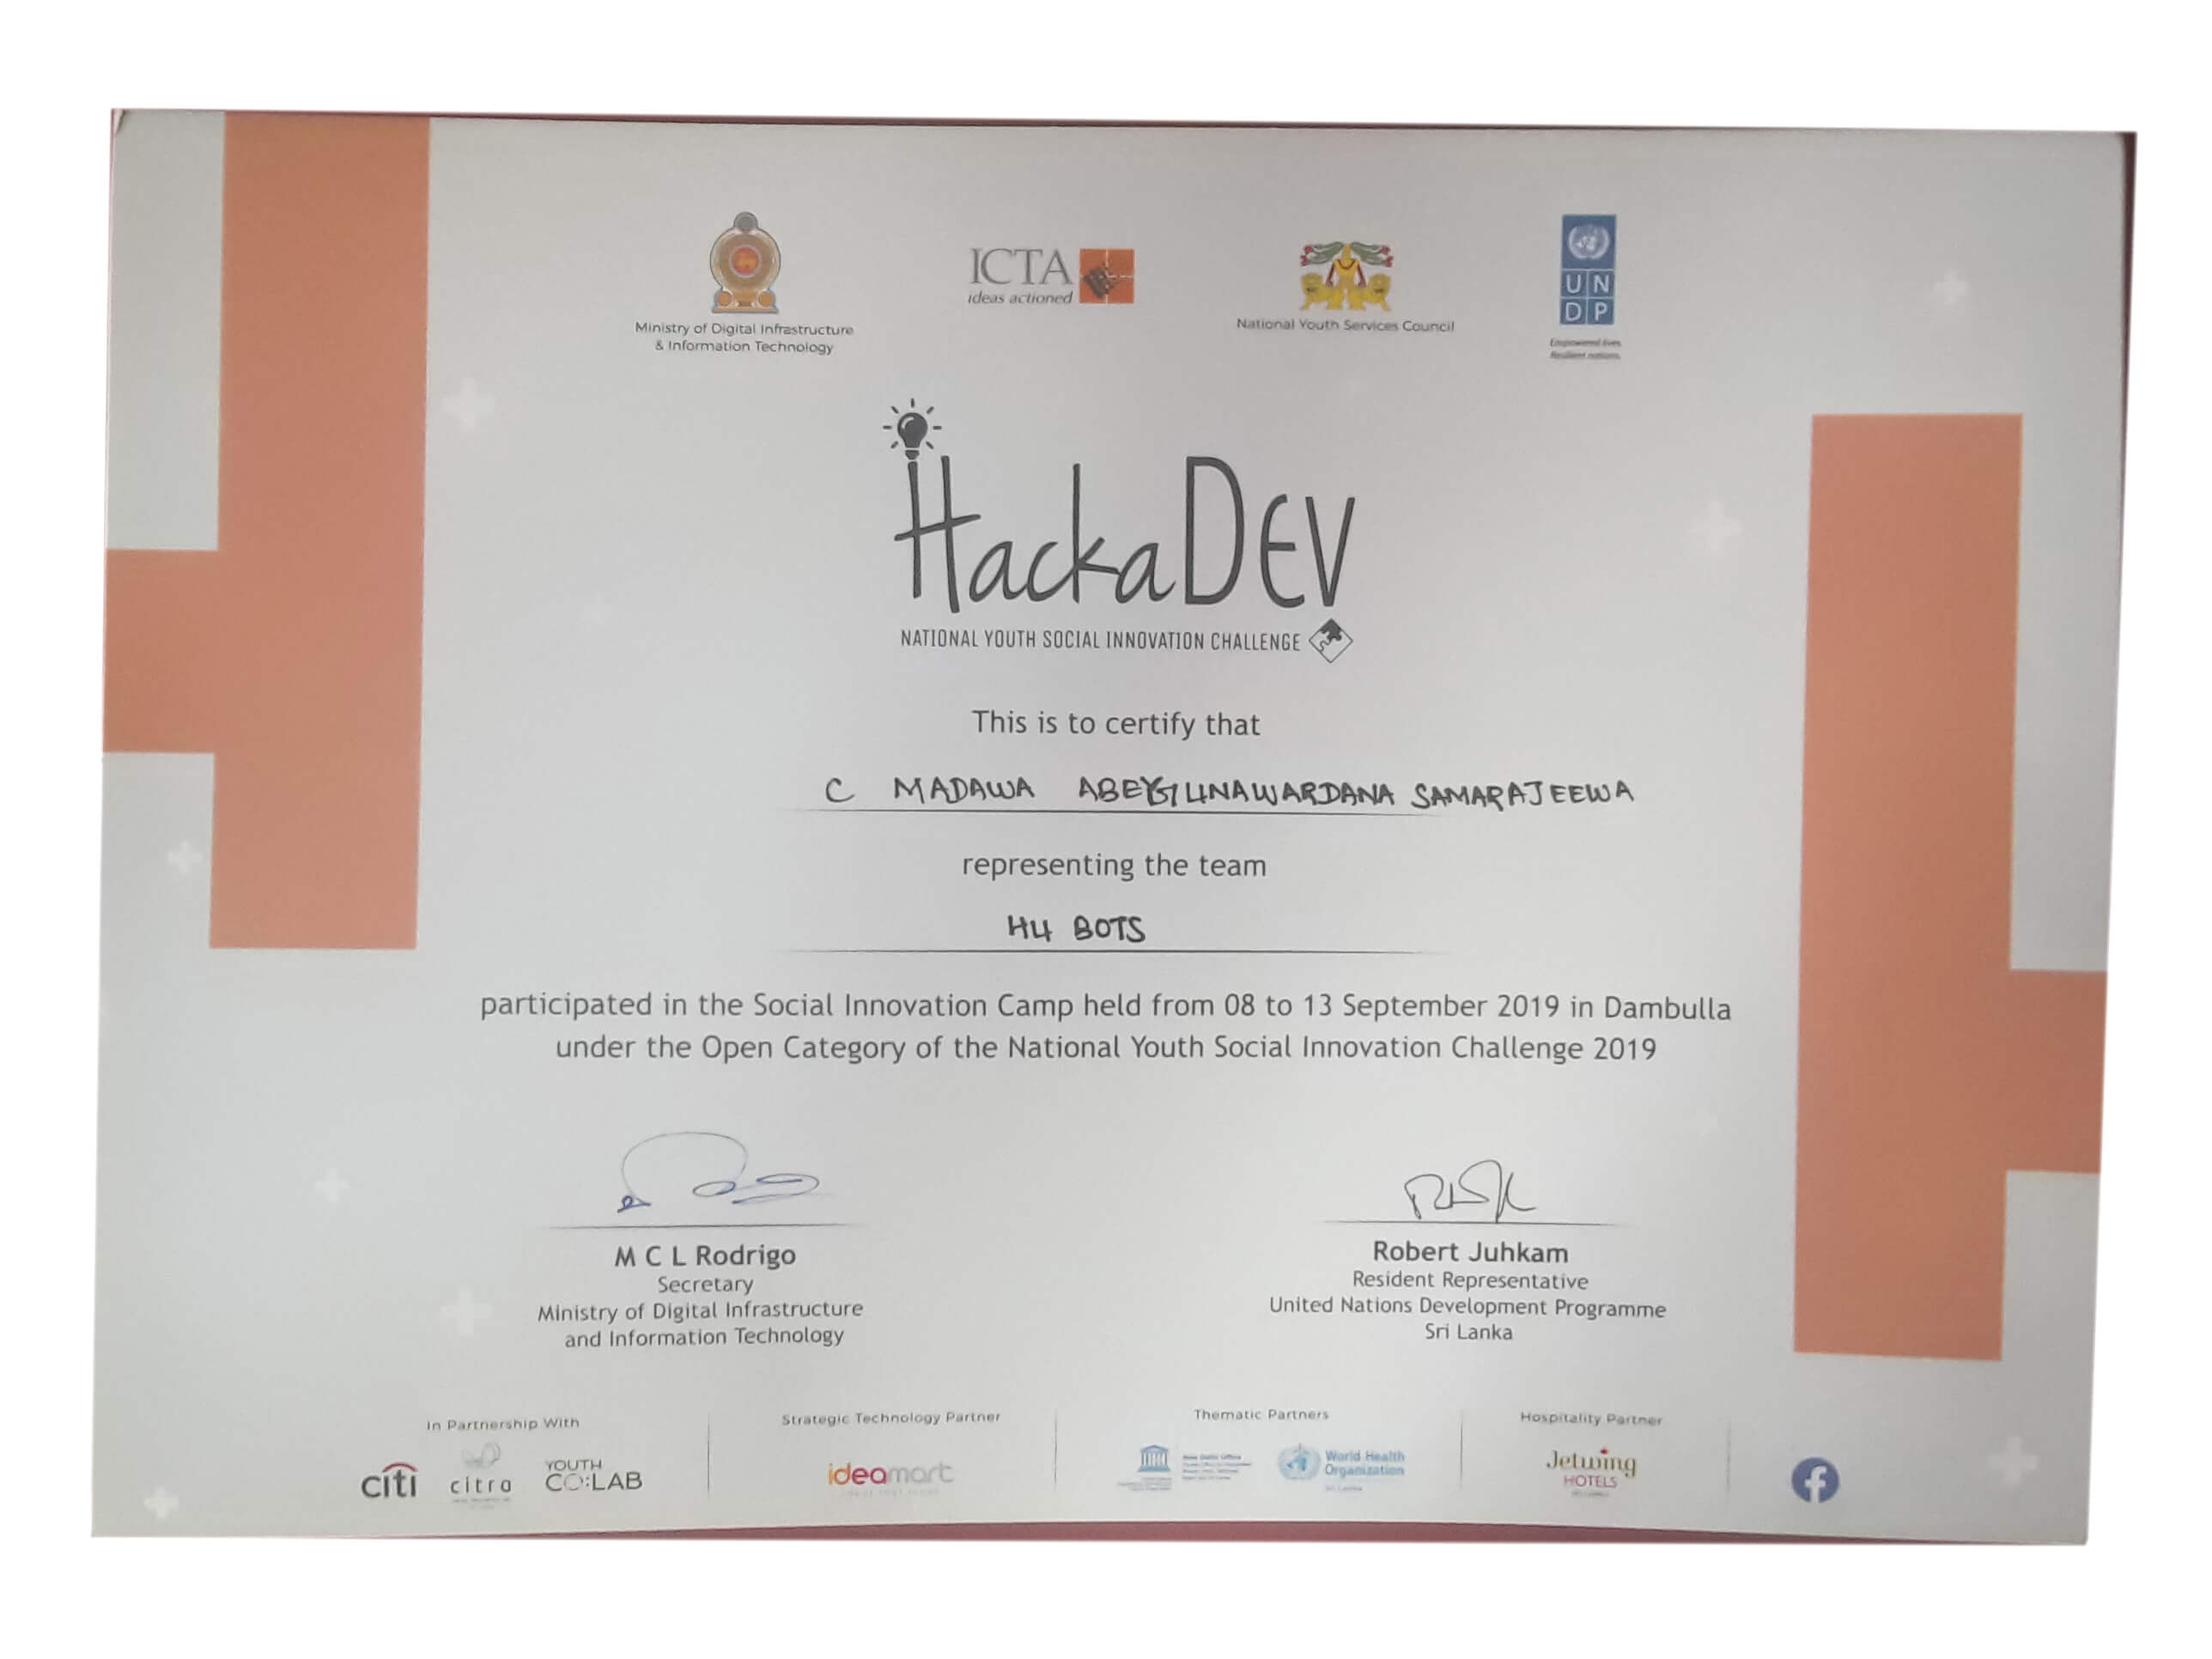 Ministry of Digital Infrastructure
& Information Technology
ICTA
ideas actioned
National Youth Services Council
UN
DP
Empowered lives.
Resilient nations.
HackaDEV
NATIONAL YOUTH SOCIAL INNOVATION CHALLENGE
This is to certify that
C MADAWA SAMARAJEEWA
representing the team
H4 BOTS
participated in the Social Innovation Camp held from 08 to 13 September 2019 in Dambulla
under the Open Category of the National Youth Social Innovation Challenge 2019
M C L Rodrigo
Secretary
Ministry of Digital Infrastructure
and Information Technology
Robert Juhkam
Resident Representative
United Nations Development Programme
Sri Lanka
In Partnership With
citi
citra
YOUTH
CO:LAB
Strategic Technology Partner
ideamart
Thematic Partners
World Health
Organization
Sri Lanka
Hospitality Partner
Jetwing
HOTELS